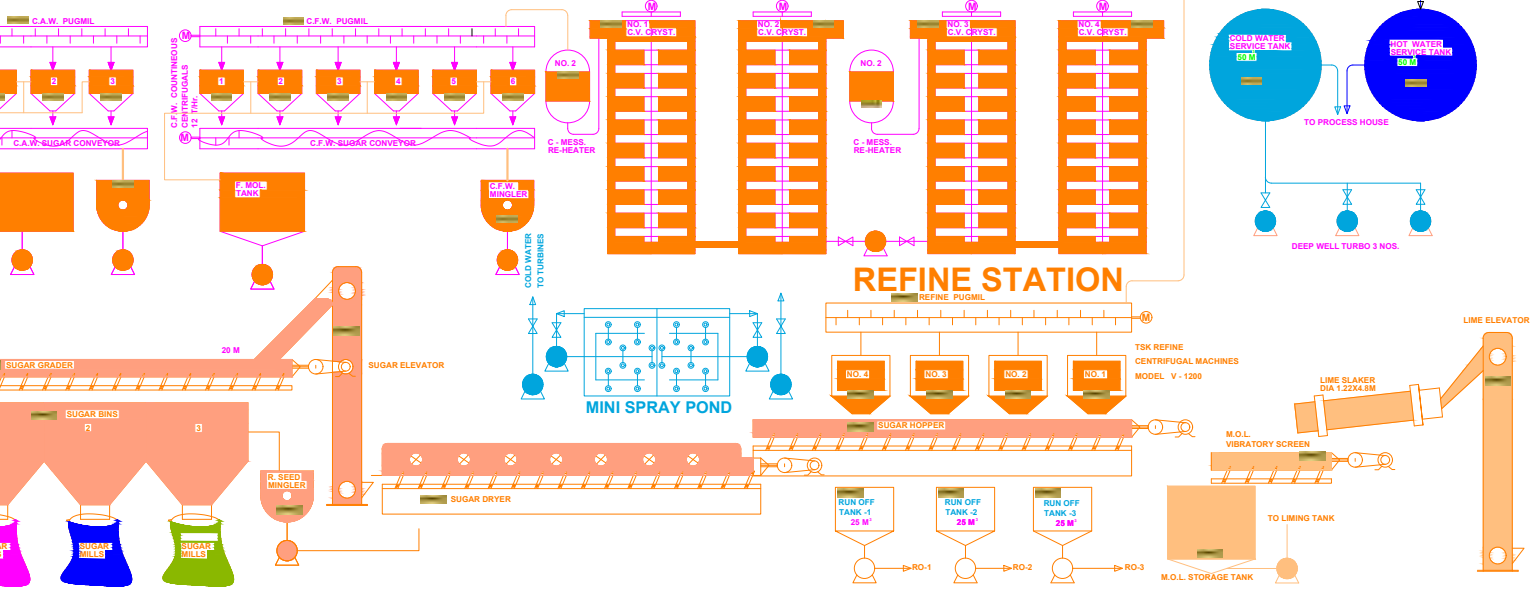 C.A.W. PUGMIL
C.F.W. PUGMIL
M
M
M
M
M
NO. 1
C.V. CRYST.
NO. 2
C.V. CRYST.
NO. 3
C.V. CRYST.
NO. 4
C.V. CRYST.
COLD WATER
SERVICE TANK
50 M
HOT WATER
SERVICE TANK
50 M
2
3
C.F.W. COUNTINEOUS
CENTRIFUGALS
12 T/Hr.
1
2
3
4
5
6
NO. 2
NO. 2
TO PROCESS HOUSE
M
C.A.W. SUGAR CONVEYOR
C.F.W. SUGAR CONVEYOR
C - MESS.
RE-HEATER
C - MESS.
RE-HEATER
F. MOL.
TANK
C.F.W.
MINGLER
COLD WATER
TO TURBINES
DEEP WELL TURBO 3 NOS.
REFINE STATION
REFINE PUGMIL
M
LIME ELEVATOR
20 M
SUGAR GRADER
SUGAR ELEVATOR
TSK REFINE
CENTRIFUGAL MACHINES
MODEL V - 1200
NO. 4
NO. 3
NO. 2
NO. 1
LIME SLAKER
DIA 1.22X4.8M
MINI SPRAY POND
SUGAR BINS
2
3
SUGAR HOPPER
M.O.L.
VIBRATORY SCREEN
R. SEED
MINGLER
SUGAR DRYER
RUN OFF
TANK -1
25 M³
RUN OFF
TANK -2
25 M³
RUN OFF
TANK -3
25 M³
TO LIMING TANK
SUGAR
MILLS
SUGAR
MILLS
RO-1
RO-2
RO-3
M.O.L. STORAGE TANK